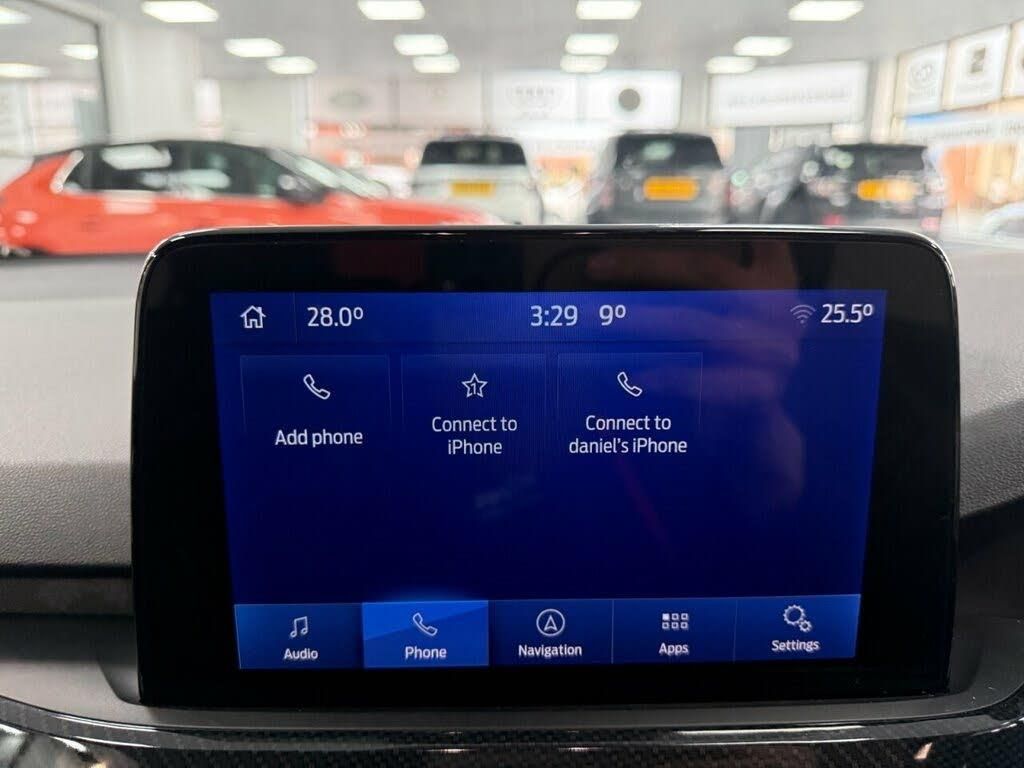 28.0° 3:29 9° 25.5°
1
Add phone
Connect to
iPhone
Connect to
daniel's iPhone
Audio
Phone
Navigation
Apps
Settings